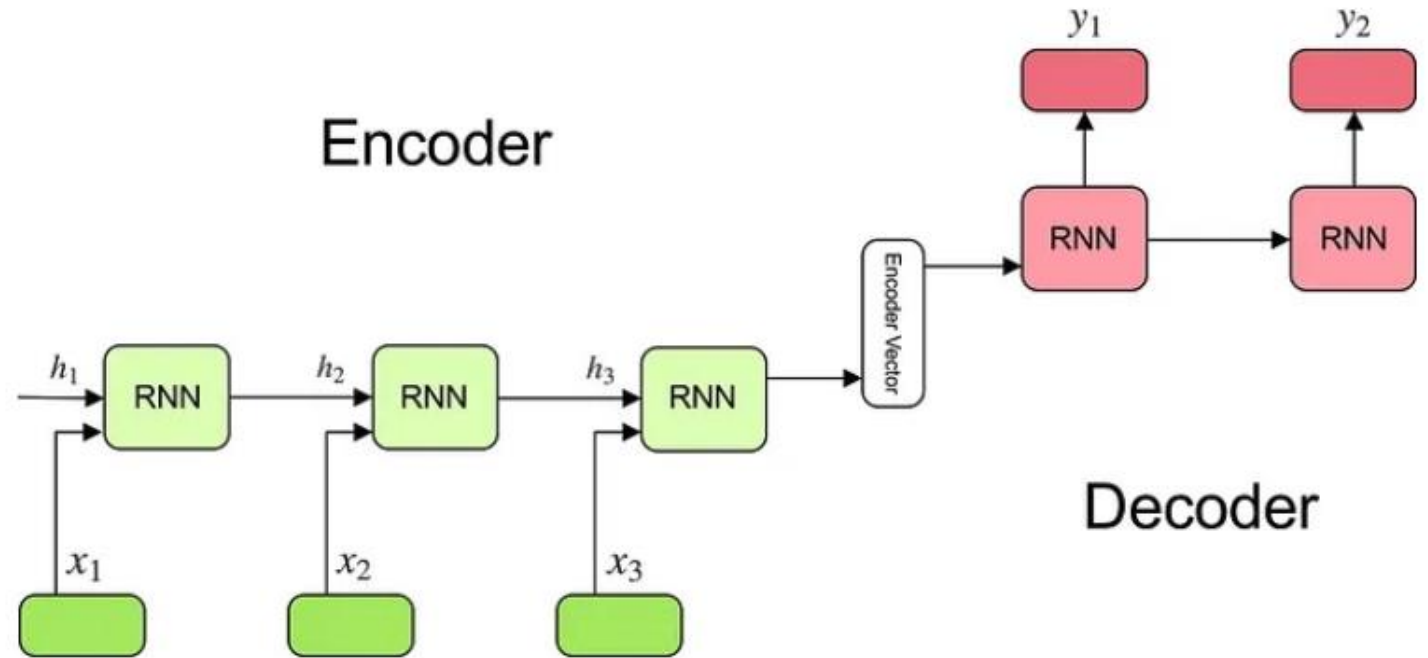 y₁
y₂
Encoder
RNN
RNN
Encoder Vector
h₁
RNN
h₂
RNN
h₃
RNN
Decoder
x₁
x₂
x₃